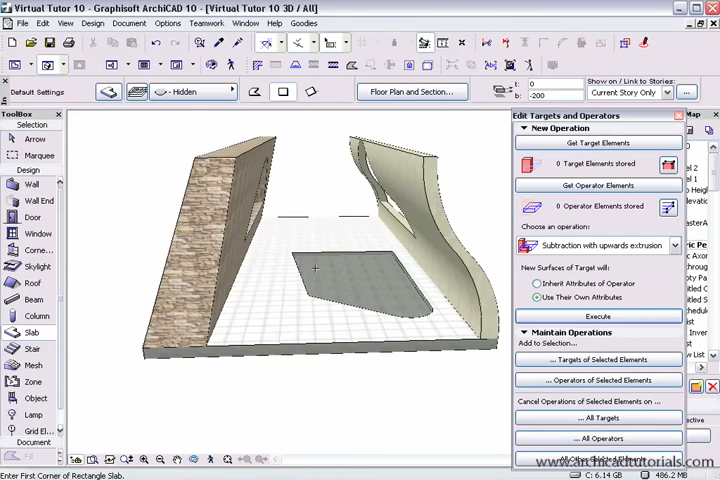 Virtual Tutor 10 - Graphisoft ArchiCAD 10 - [Virtual Tutor 10 3D / All]
File Edit View Design Document Options Teamwork Virtual Tutor Window Help Goodies
Default Settings
Hidden
Floor Plan and Section...
t: 0
b: -200
Show on / Link to Stories:
Current Story Only
...
ToolBox
Selection
Arrow
Marquee
Design
Wall
Wall End
Door
Window
Corne...
Skylight
Roof
Beam
Column
Slab
Stair
Mesh
Zone
Object
Lamp
Grid El...
Document
Fill
Edit Targets and Operators
New Operation
Get Target Elements
0 Target Elements stored
Get Operator Elements
0 Operator Elements stored
Choose an operation:
Subtraction with upwards extrusion
New Surfaces of Target will:
Inherit Attributes of Operator
Use Their Own Attributes
Execute
Maintain Operations
Add to Selection...
... Targets of Selected Elements
... Operators of Selected Elements
Cancel Operations of Selected Elements on ...
... All Targets
... All Operators
Map
www.archicadtutorials.com
Enter First Corner of Rectangle Slab.
C: 6.14 GB
486.2 MB